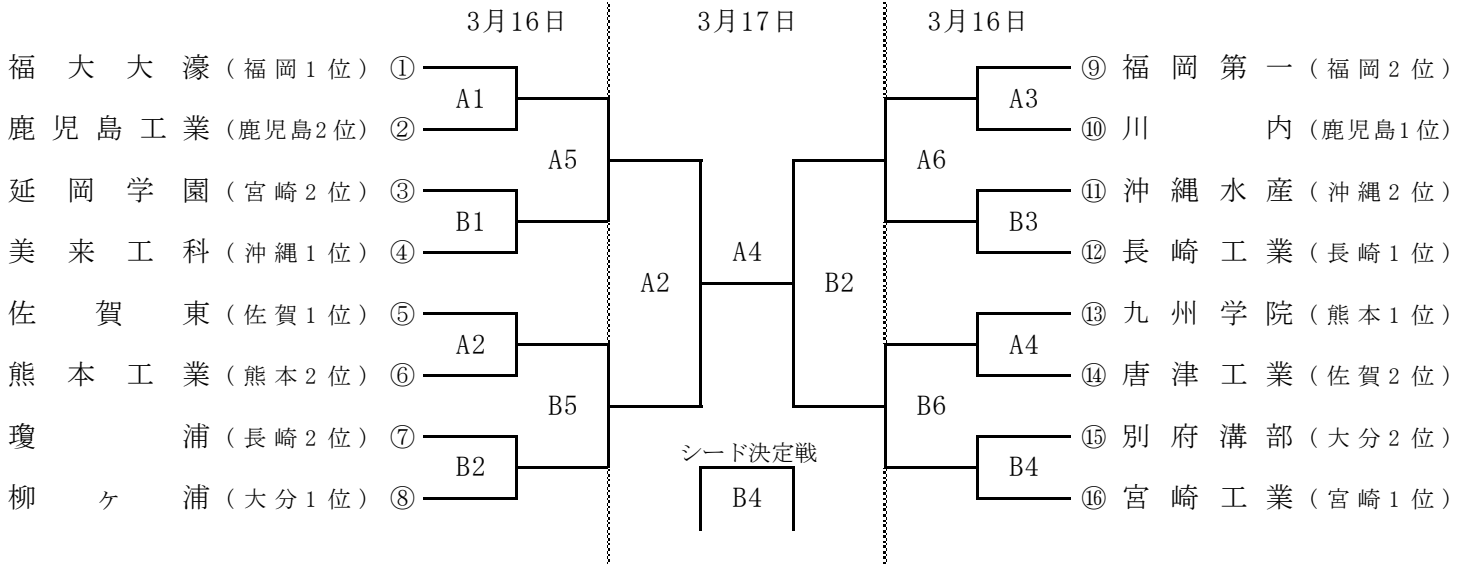 3月16日 3月17日 3月16日
福大大濠(福岡1位) ① ⑨ 福岡第一(福岡2位)
A1 A3
鹿児島工業(鹿児島2位) ② ⑩ 川内(鹿児島1位)
A5 A6
延岡学園(宮崎2位) ③ ⑪ 沖縄水産(沖縄2位)
B1 B3
美来工科(沖縄1位) ④ ⑫ 長崎工業(長崎1位)
A4
A2 B2
佐賀東(佐賀1位) ⑤ ⑬ 九州学院(熊本1位)
A2 A4
熊本工業(熊本2位) ⑥ ⑭ 唐津工業(佐賀2位)
B5 B6
瓊浦(長崎2位) ⑦ ⑮ 別府溝部(大分2位)
シード決定戦
B2 B4
柳ヶ浦(大分1位) ⑧ B4 ⑯ 宮崎工業(宮崎1位)